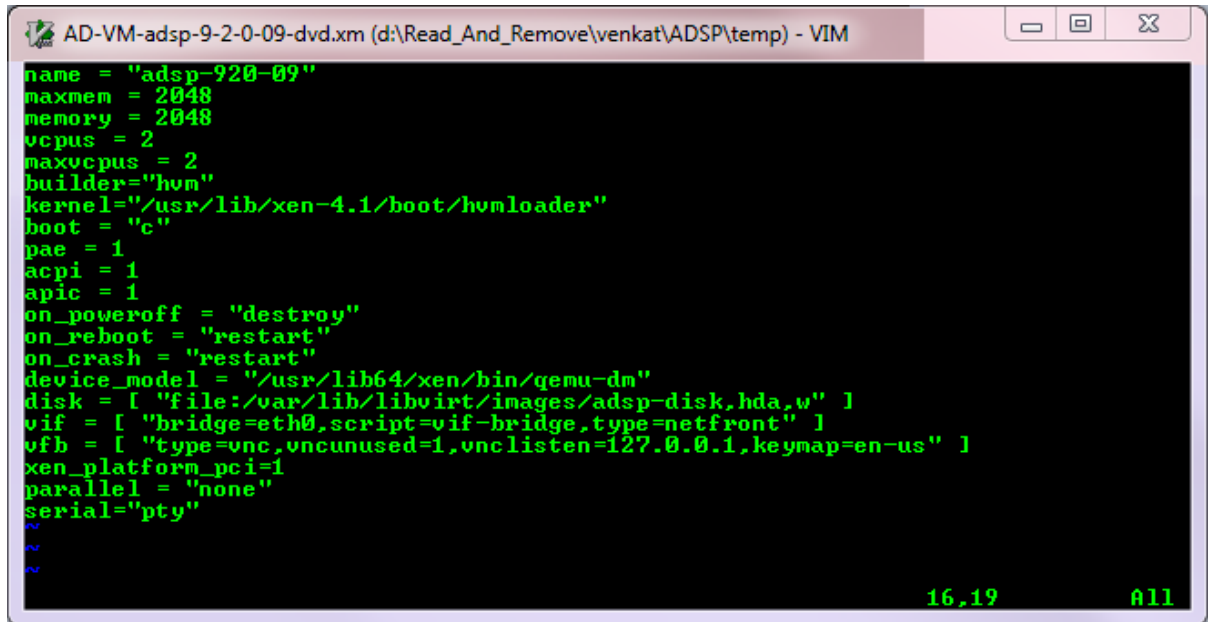 AD-VM-adsp-9-2-0-09-dvd.xm (d:\Read_And_Remove\venkat\ADSP\temp) - VIM
name = "adsp-920-09"
maxmem = 2048
memory = 2048
vcpus = 2
maxvcpus = 2
builder="hvm"
kernel="/usr/lib/xen-4.1/boot/hvmloader"
boot = "c"
pae = 1
acpi = 1
apic = 1
on_poweroff = "destroy"
on_reboot = "restart"
on_crash = "restart"
device_model = "/usr/lib64/xen/bin/qemu-dm"
disk = [ "file:/var/lib/libvirt/images/adsp-disk,hda,w" ]
vif = [ "bridge=eth0,script=vif-bridge,type=netfront" ]
vfb = [ "type=vnc,vncunused=1,vnclisten=127.0.0.1,keymap=en-us" ]
xen_platform_pci=1
parallel = "none"
serial="pty"
~
~
~
16,19 All